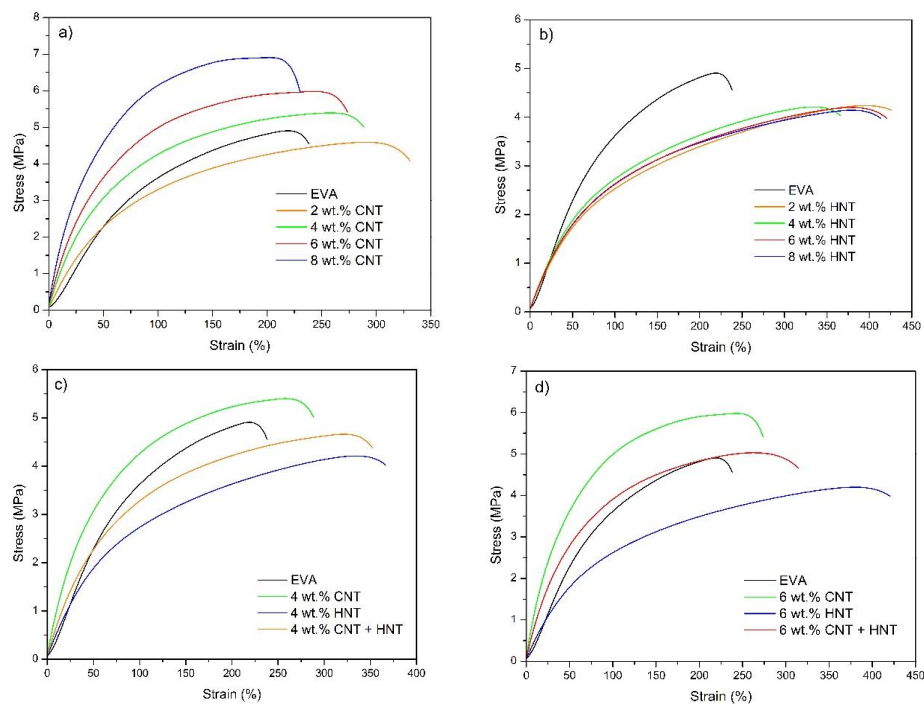 a)
8
7
6
5
4
3
2
1
0
Stress (MPa)
EVA
2 wt.% CNT
4 wt.% CNT
6 wt.% CNT
8 wt.% CNT
0 50 100 150 200 250 300 350
Strain (%)
b)
6
5
4
3
2
1
0
Stress (MPa)
EVA
2 wt.% HNT
4 wt.% HNT
6 wt.% HNT
8 wt.% HNT
0 50 100 150 200 250 300 350 400 450
Strain (%)
c)
6
5
4
3
2
1
0
Stress (MPa)
EVA
4 wt.% CNT
4 wt.% HNT
4 wt.% CNT + HNT
0 50 100 150 200 250 300 350 400
Strain (%)
d)
7
6
5
4
3
2
1
0
Stress (MPa)
EVA
6 wt.% CNT
6 wt.% HNT
6 wt.% CNT + HNT
0 50 100 150 200 250 300 350 400 450
Strain (%)